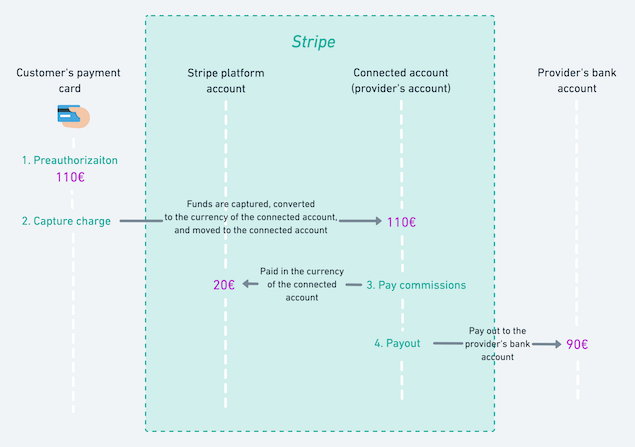 Stripe
Customer's payment
card
Stripe platform
account
Connected account
(provider's account)
Provider's bank
account
1. Preauthorizaiton
110€
2. Capture charge
Funds are captured, converted
to the currency of the connected account,
and moved to the connected account
110€
20€
Paid in the currency
of the connected
account
3. Pay commissions
4. Payout
Pay out to the
provider's bank
account
90€